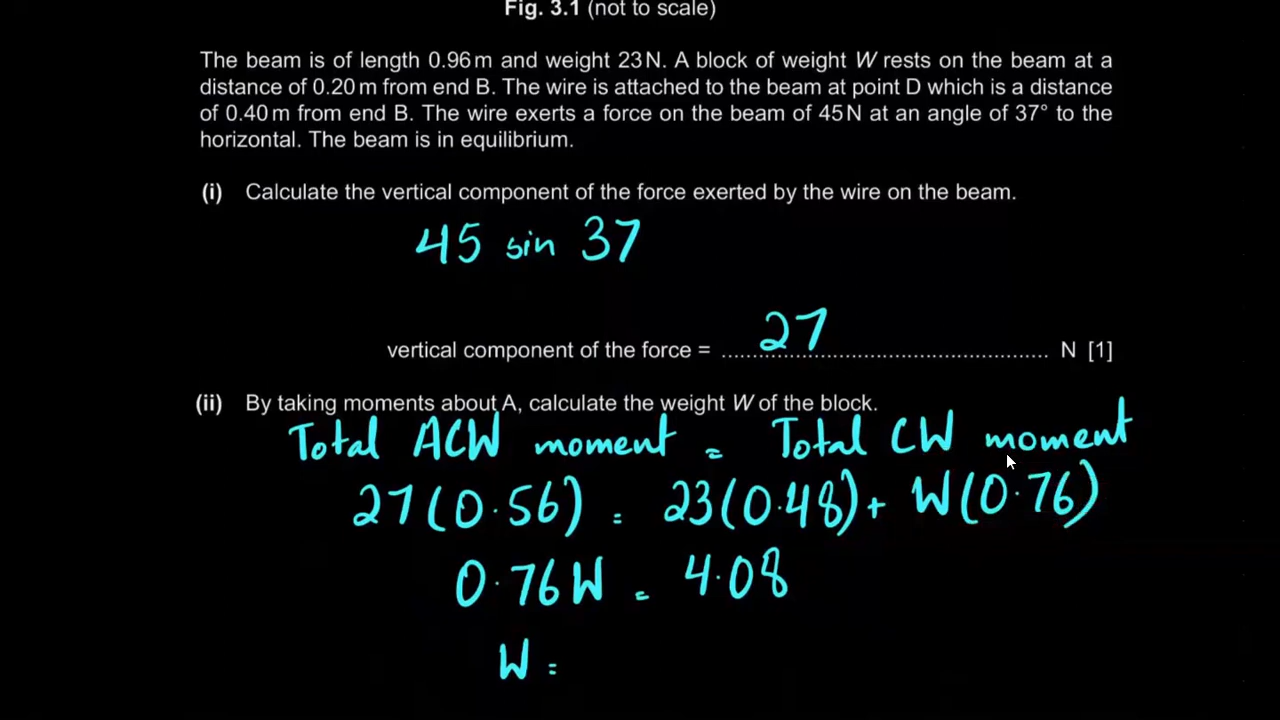 Fig. 3.1 (not to scale)
The beam is of length 0.96 m and weight 23 N. A block of weight W rests on the beam at a
distance of 0.20 m from end B. The wire is attached to the beam at point D which is a distance
of 0.40 m from end B. The wire exerts a force on the beam of 45 N at an angle of 37° to the
horizontal. The beam is in equilibrium.
(i) Calculate the vertical component of the force exerted by the wire on the beam.
45 sin 37
vertical component of the force = ...... 27 ...... N [1]
(ii) By taking moments about A, calculate the weight W of the block.
Total ACW moment = Total CW moment
27(0.56) = 23(0.48) + W(0.76)
0.76W = 4.08
W =